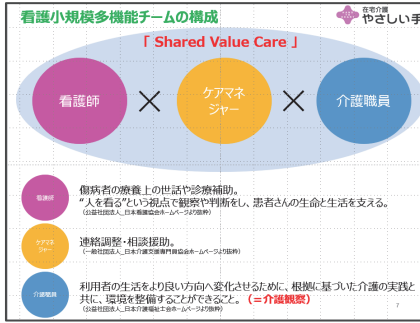 看護小規模多機能チームの構成
在宅介護
やさしい手
「 Shared Value Care 」
看護師
×
ケアマネ
ジャー
×
介護職員
看護師
傷病者の療養上の世話や診療補助。
“人を看る”という視点で観察や判断をし、患者さんの生命と生活を支える。
(公益社団法人_日本看護協会ホームページより抜粋)
ケアマネ
ジャー
連絡調整・相談援助。
(一般社団法人_日本介護支援専門員協会ホームページより抜粋)
介護職員
利用者の生活をより良い方向へ変化させるために、根拠に基づいた介護の実践と
共に、環境を整備することができること。（＝介護観察）
(公益社団法人_日本介護福祉士会ホームページより抜粋)
7